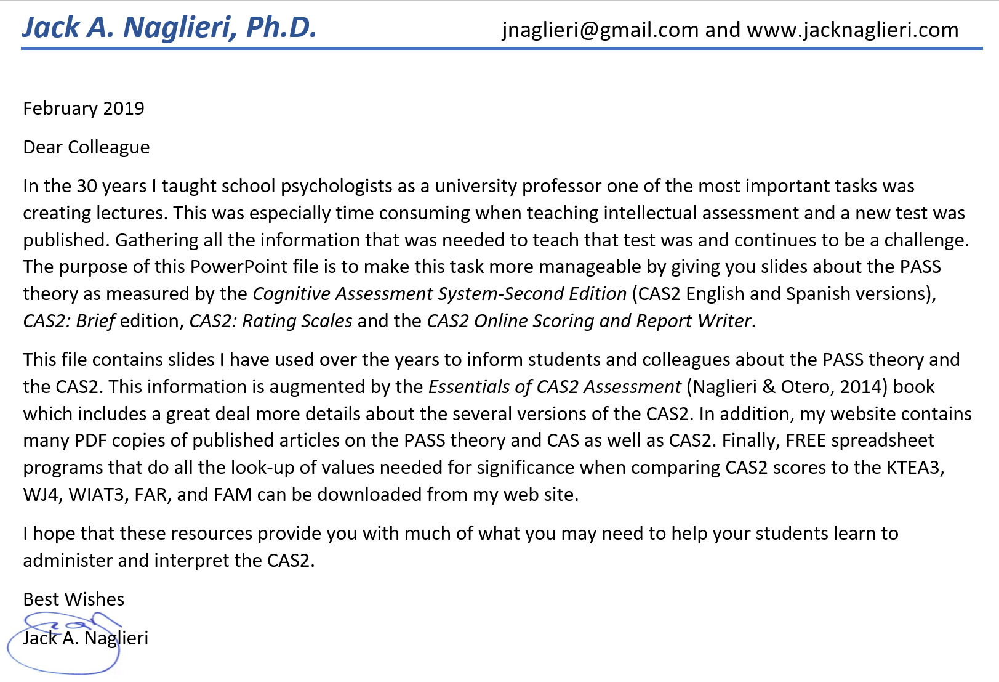 Jack A. Naglieri, Ph.D. jnaglieri@gmail.com and www.jacknaglieri.com
February 2019
Dear Colleague
In the 30 years I taught school psychologists as a university professor one of the most important tasks was
creating lectures. This was especially time consuming when teaching intellectual assessment and a new test was
published. Gathering all the information that was needed to teach that test was and continues to be a challenge.
The purpose of this PowerPoint file is to make this task more manageable by giving you slides about the PASS
theory as measured by the Cognitive Assessment System-Second Edition (CAS2 English and Spanish versions),
CAS2: Brief edition, CAS2: Rating Scales and the CAS2 Online Scoring and Report Writer.
This file contains slides I have used over the years to inform students and colleagues about the PASS theory and
the CAS2. This information is augmented by the Essentials of CAS2 Assessment (Naglieri & Otero, 2014) book
which includes a great deal more details about the several versions of the CAS2. In addition, my website contains
many PDF copies of published articles on the PASS theory and CAS as well as CAS2. Finally, FREE spreadsheet
programs that do all the look-up of values needed for significance when comparing CAS2 scores to the KTEA3,
WJ4, WIAT3, FAR, and FAM can be downloaded from my web site.
I hope that these resources provide you with much of what you may need to help your students learn to
administer and interpret the CAS2.
Best Wishes
Jack A. Naglieri